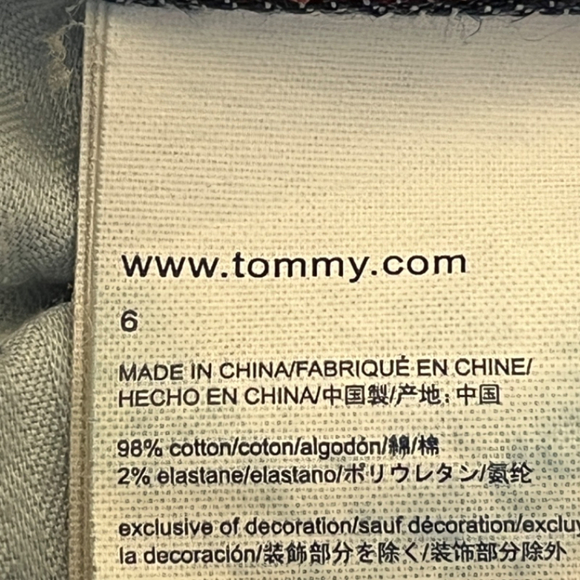 www.tommy.com
6
MADE IN CHINA/FABRIQUÉ EN CHINE/
HECHO EN CHINA/中国製/产地: 中国
98% cotton/coton/algodón/綿/棉
2% elastane/elastano/ポリウレタン/氨纶
exclusive of decoration/sauf décoration/excluy
la decoración/装飾部分を除く/装饰部分除外